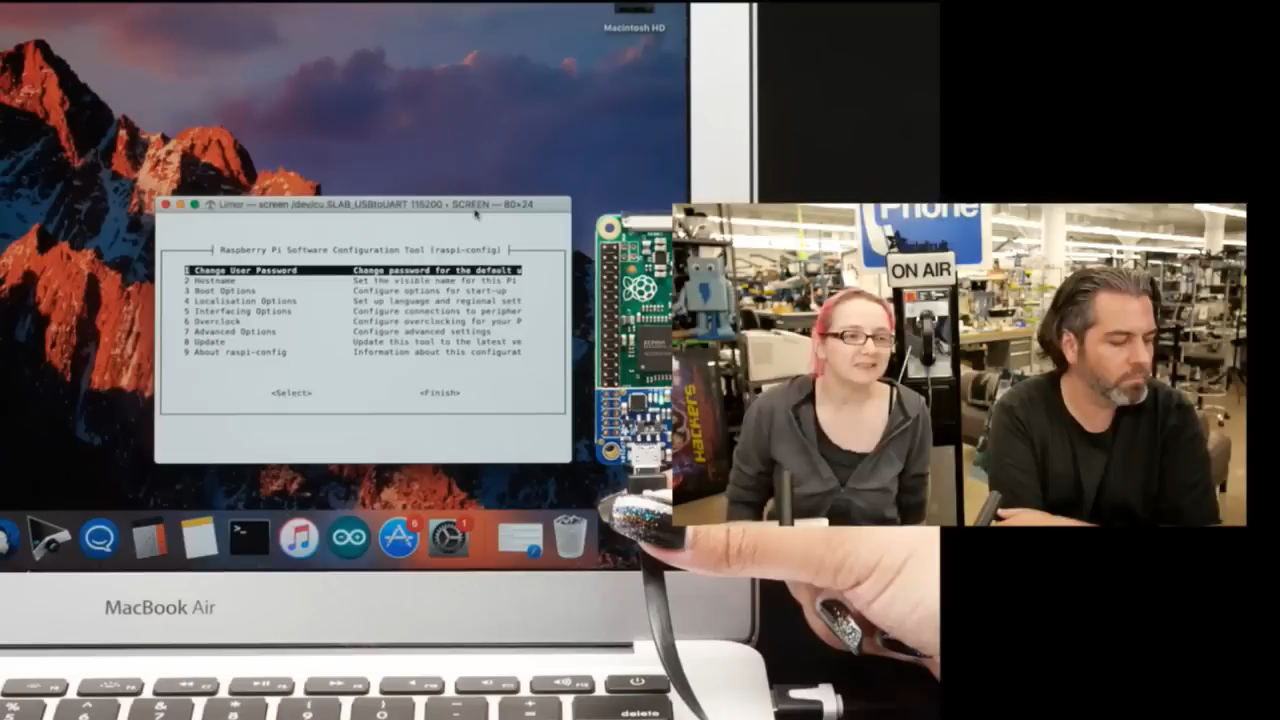 Macintosh HD
Limor — screen /dev/cu.SLAB_USBtoUART 115200 • SCREEN — 80×24
Raspberry Pi Software Configuration Tool (raspi-config)
1 Change User Password Change password for the default u
2 Hostname Set the visible name for this Pi
3 Boot Options Configure options for start-up
4 Localisation Options Set up language and regional sett
5 Interfacing Options Configure connections to peripher
6 Overclock Configure overclocking for your P
7 Advanced Options Configure advanced settings
8 Update Update this tool to the latest ve
9 About raspi-config Information about this configurat
<Select> <Finish>
6
1
MacBook Air
delete
Phone
ON AIR
Hackers